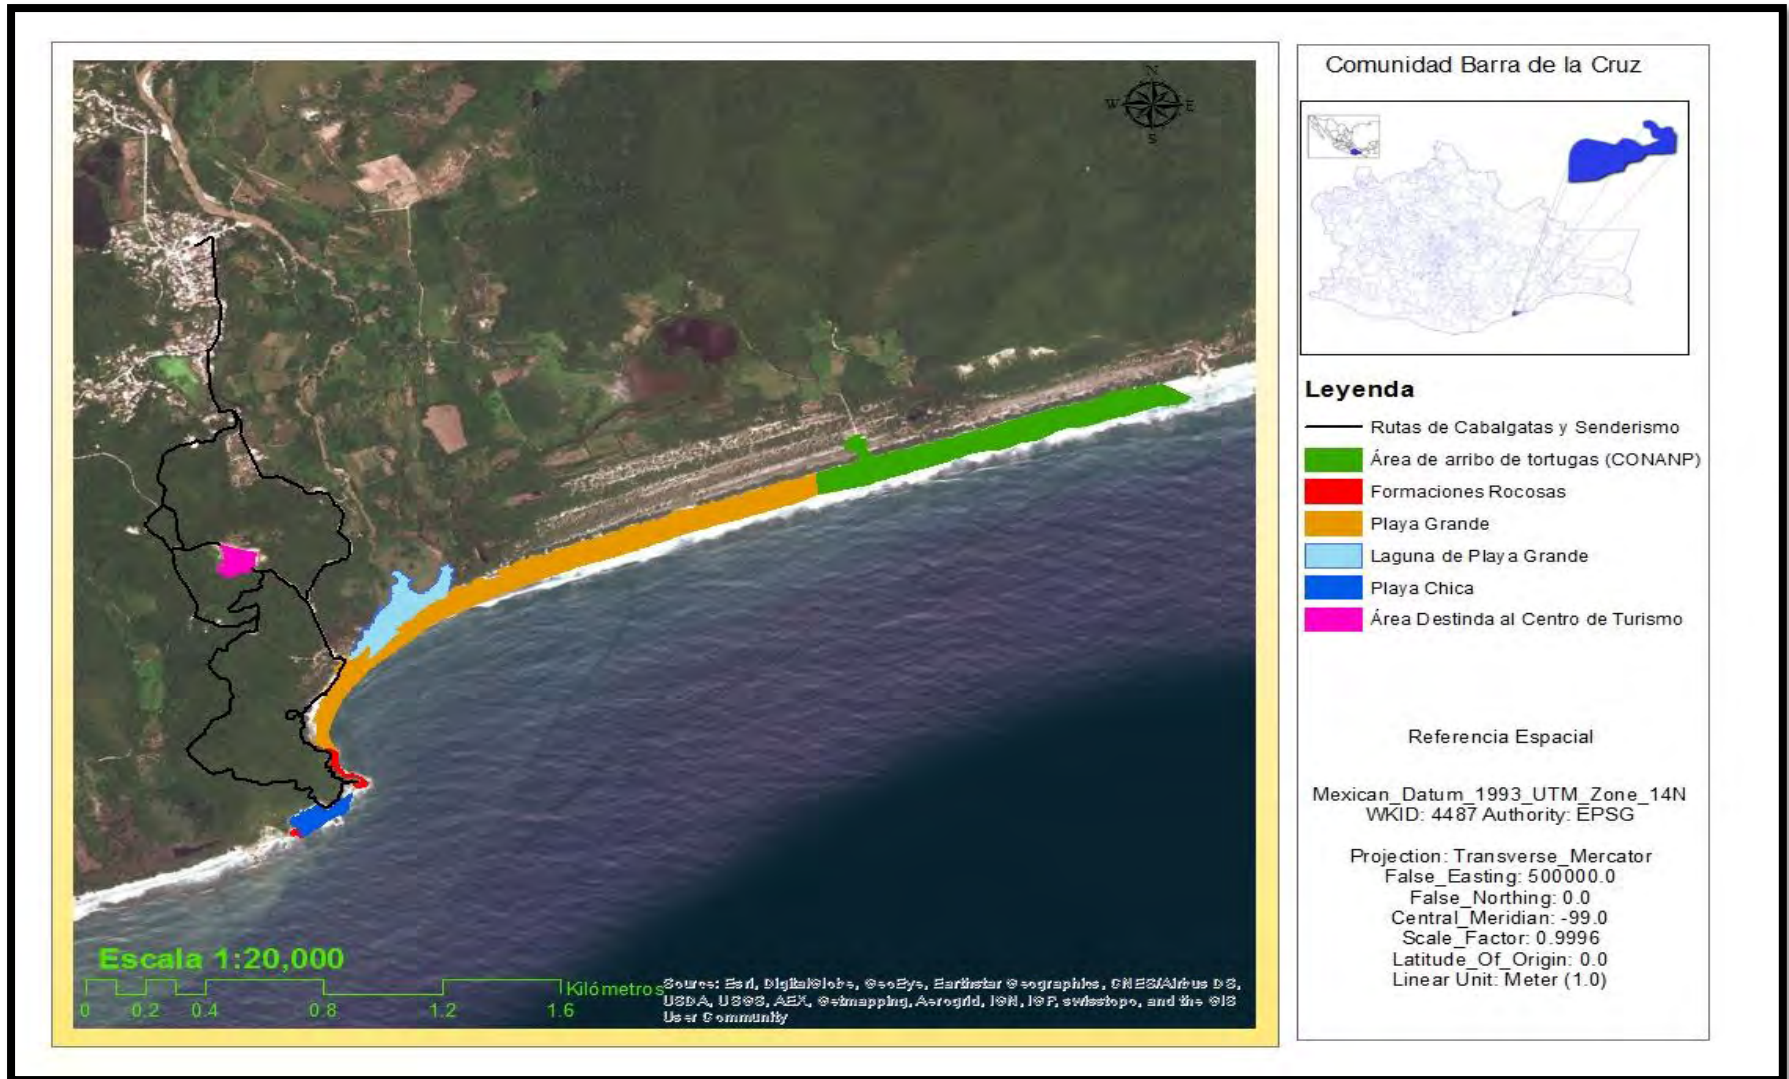 N
W E
S
Escala 1:20,000
Kilómetros
0 0.2 0.4 0.8 1.2 1.6
Source: Esri, DigitalGlobe, GeoEye, Earthstar Geographics, CNES/Airbus DS,
USDA, USGS, AEX, Getmapping, Aerogrid, IGN, IGP, swisstopo, and the GIS
User Community
Comunidad Barra de la Cruz
Leyenda
Rutas de Cabalgatas y Senderismo
Área de arribo de tortugas (CONANP)
Formaciones Rocosas
Playa Grande
Laguna de Playa Grande
Playa Chica
Área Destinda al Centro de Turismo
Referencia Espacial
Mexican_Datum_1993_UTM_Zone_14N
WKID: 4487 Authority: EPSG
Projection: Transverse_Mercator
False_Easting: 500000.0
False_Northing: 0.0
Central_Meridian: -99.0
Scale_Factor: 0.9996
Latitude_Of_Origin: 0.0
Linear Unit: Meter (1.0)